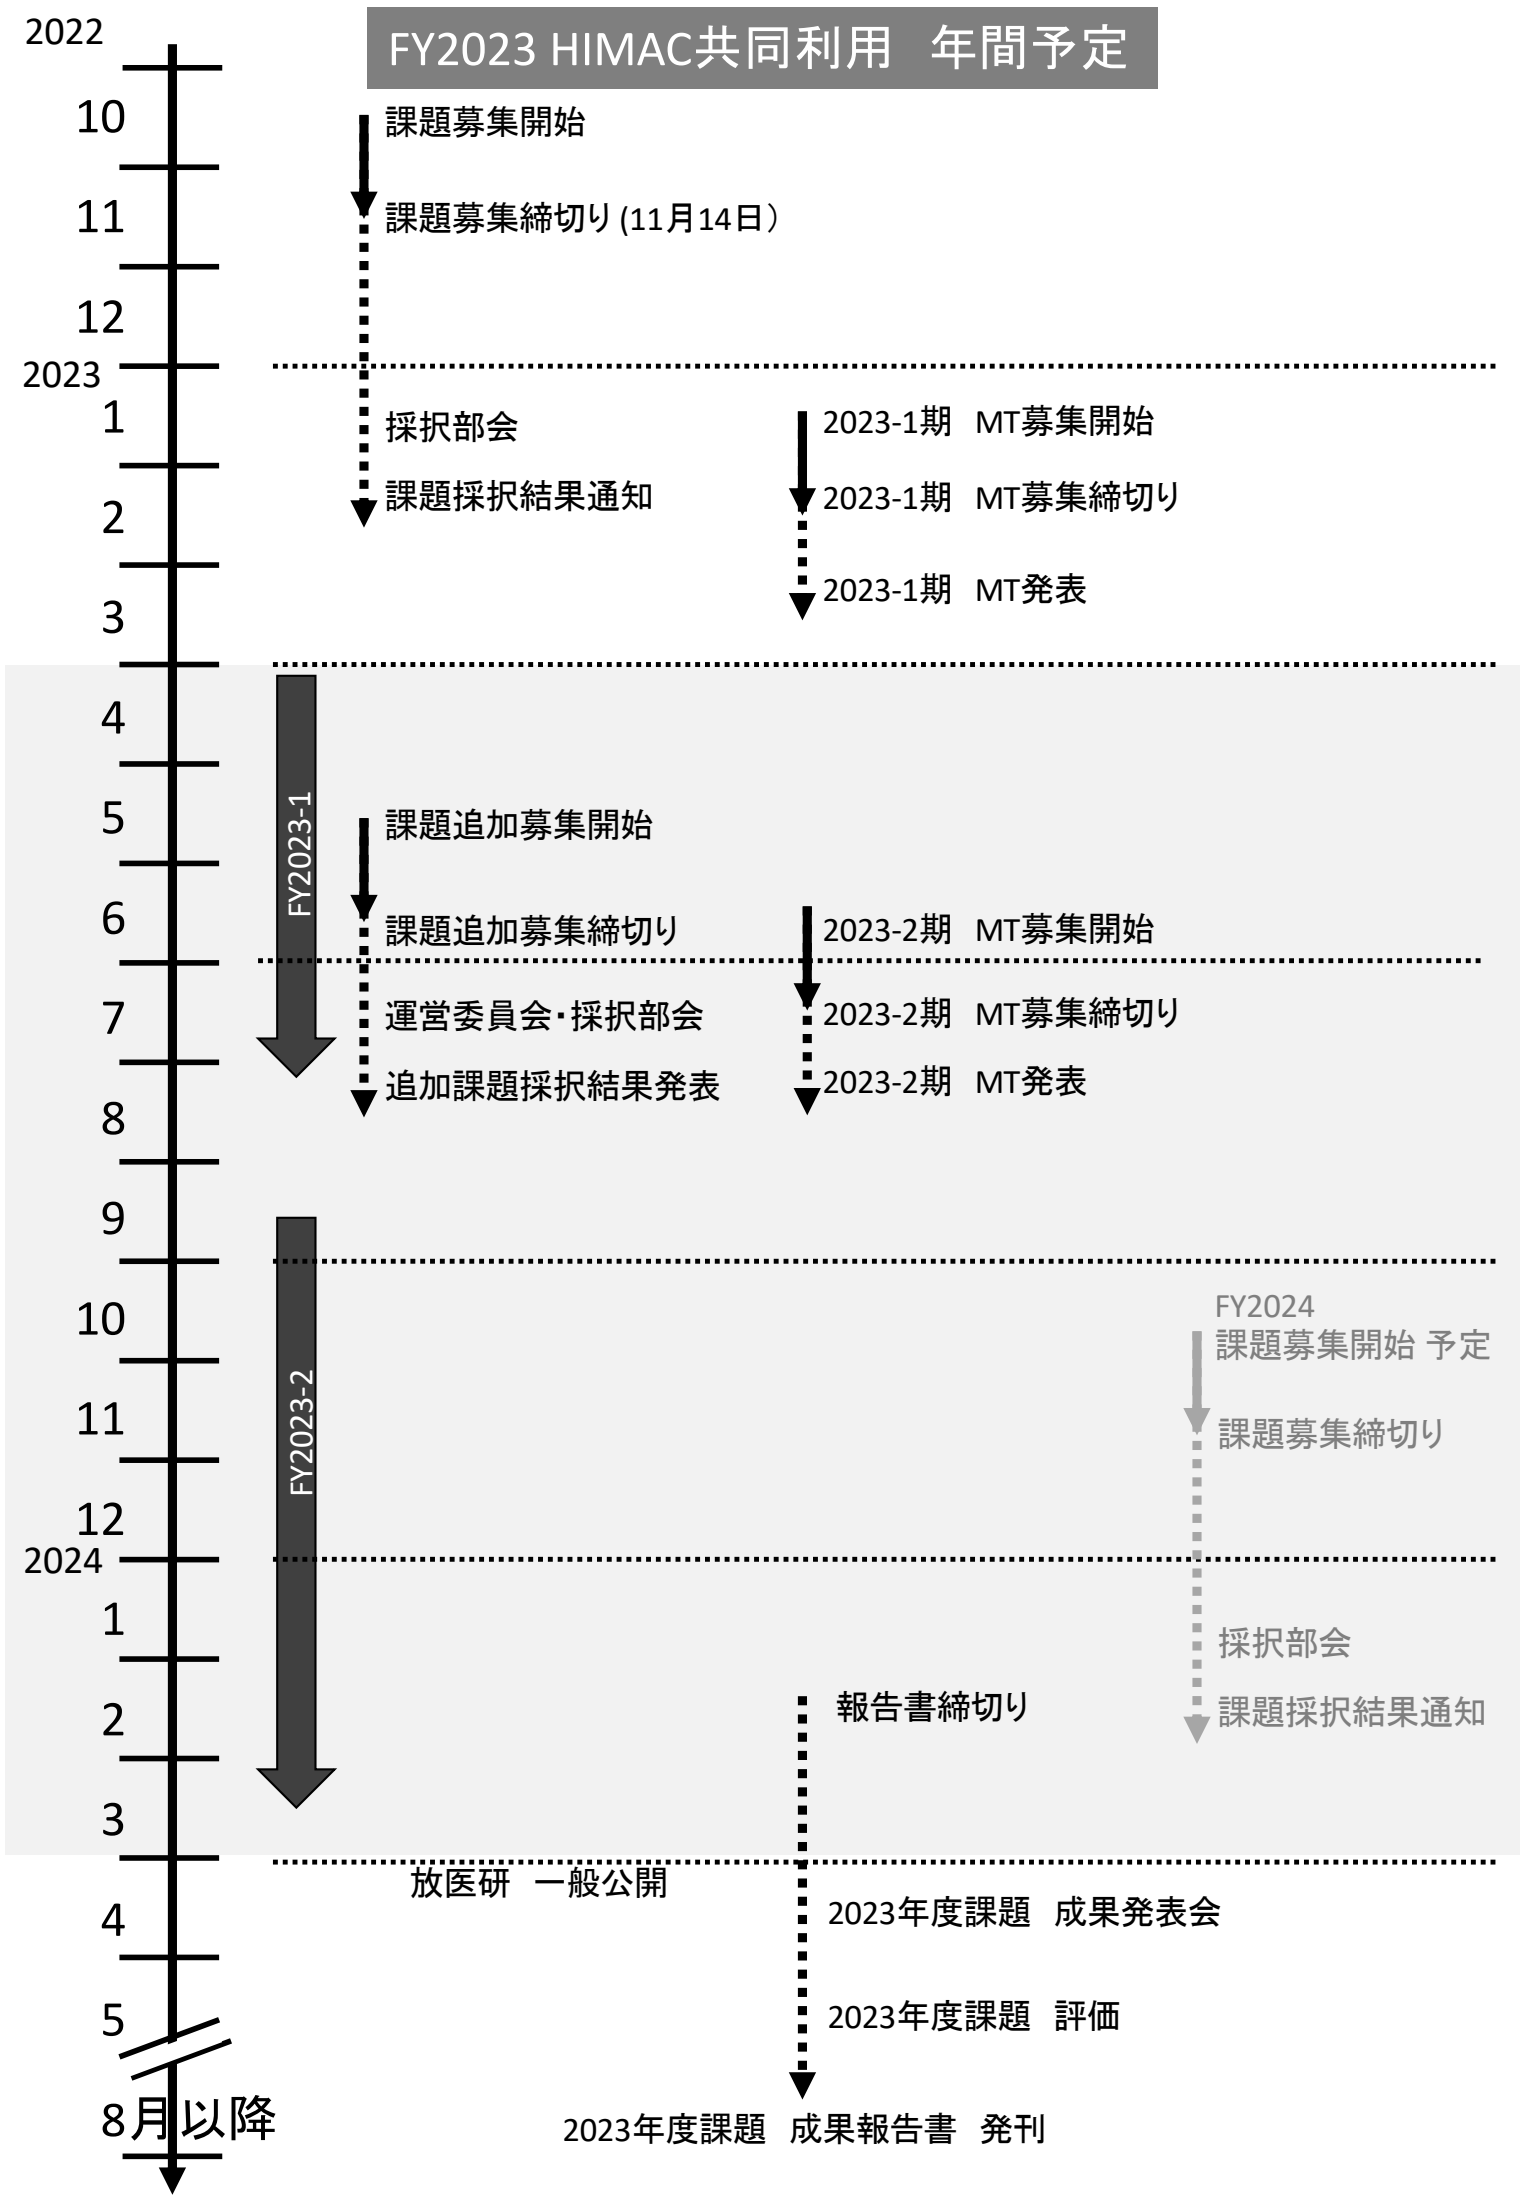 2022
FY2023 HIMAC共同利用　年間予定
10
課題募集開始
11
課題募集締切り (11月14日）
12
2023
1
採択部会
2023-1期　MT募集開始
2
課題採択結果通知
2023-1期　MT募集締切り
3
2023-1期　MT発表
4
FY2023-1
5
課題追加募集開始
6
課題追加募集締切り
2023-2期　MT募集開始
7
運営委員会・採択部会
2023-2期　MT募集締切り
追加課題採択結果発表
2023-2期　MT発表
8
9
FY2023-2
10
FY2024
課題募集開始 予定
11
課題募集締切り
12
2024
1
採択部会
2
報告書締切り
課題採択結果通知
3
放医研　一般公開
4
2023年度課題　成果発表会
5
2023年度課題　評価
8月以降
2023年度課題　成果報告書　発刊